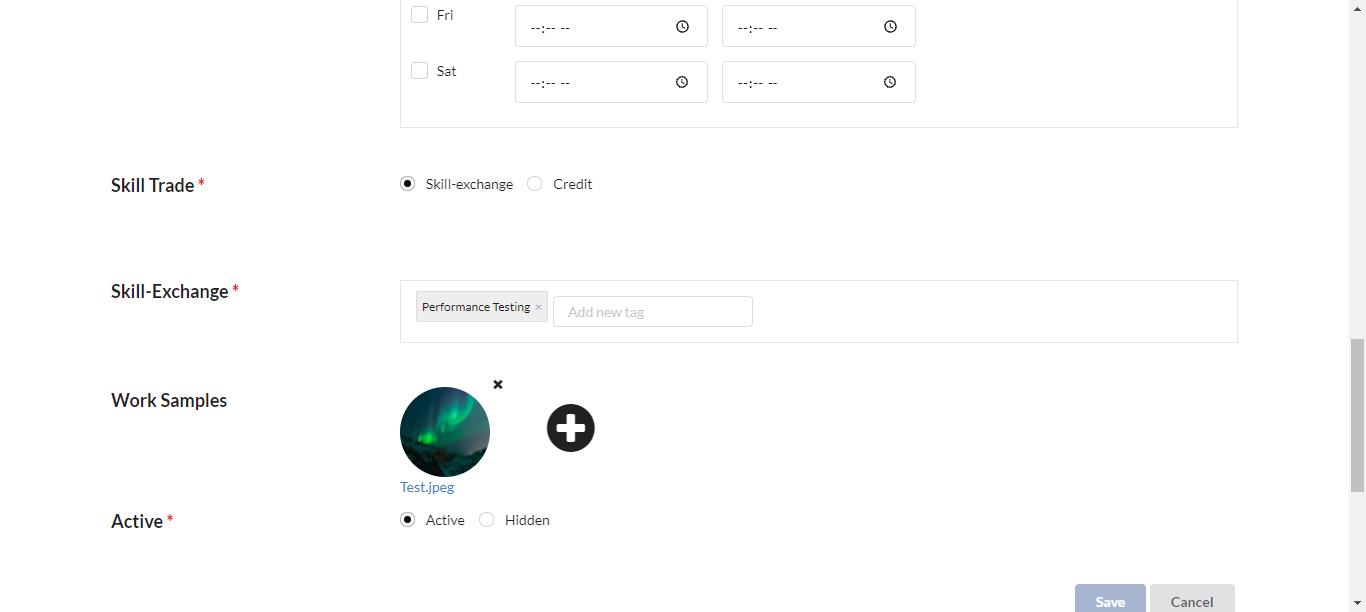 Fri --:-- -- --:-- --
Sat --:-- -- --:-- --
Skill Trade * Skill-exchange Credit
Skill-Exchange * Performance Testing × Add new tag
Work Samples
Test.jpeg
Active * Active Hidden
Save Cancel